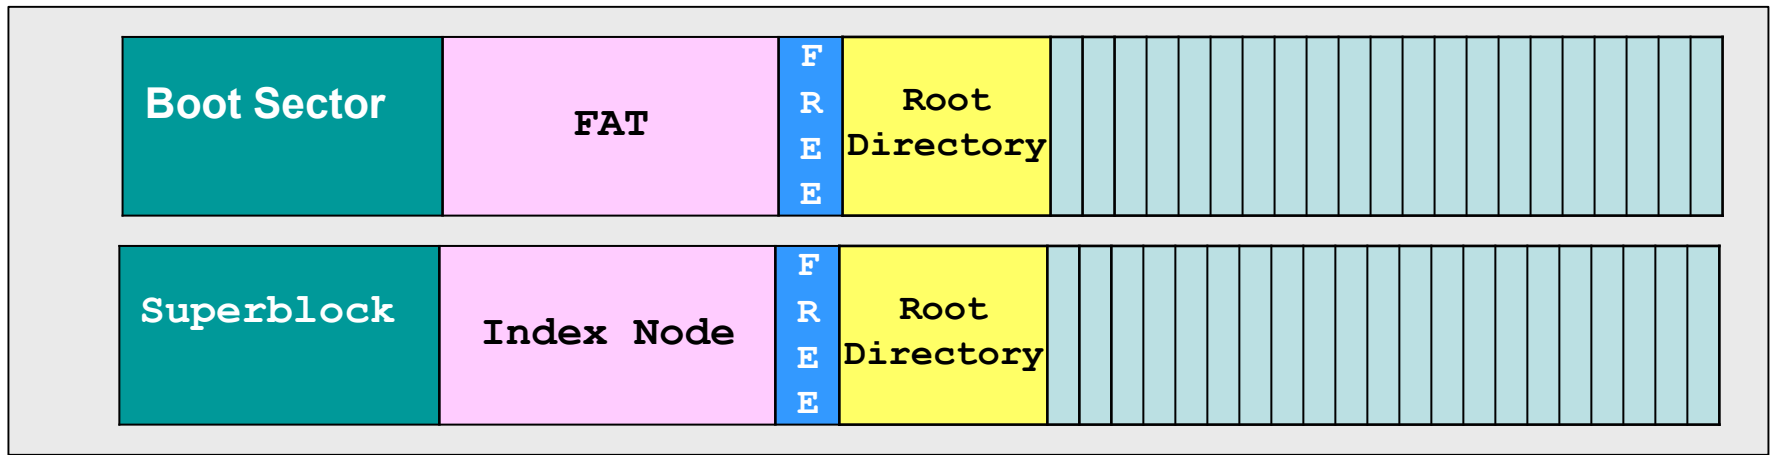 Boot Sector
FAT
F
R
E
E
Root
Directory
Superblock
Index Node
F
R
E
E
Root
Directory